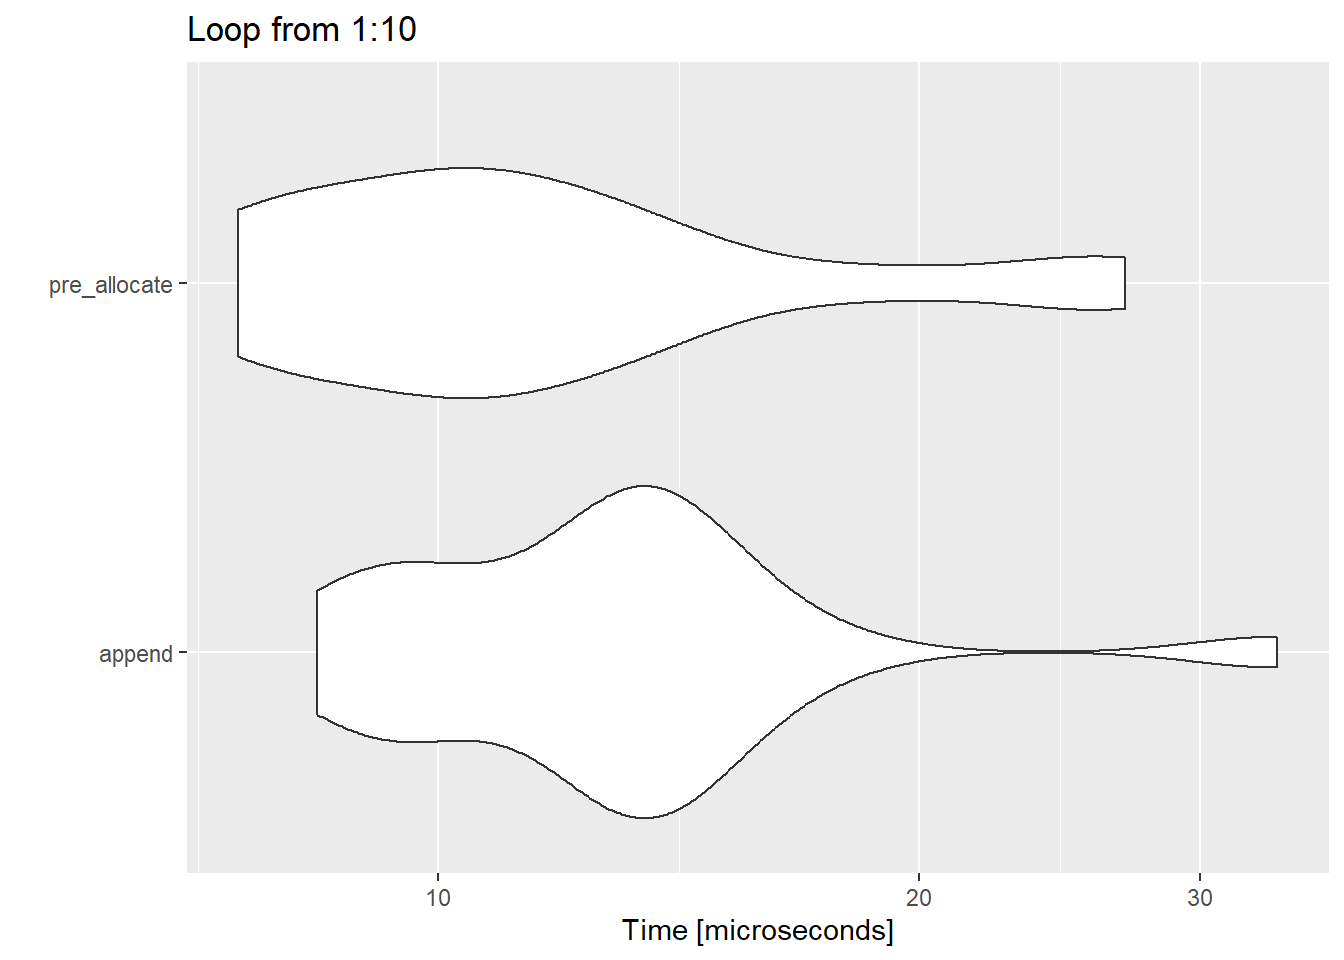 Loop from 1:10
pre_allocate
append
10 20 30
Time [microseconds]